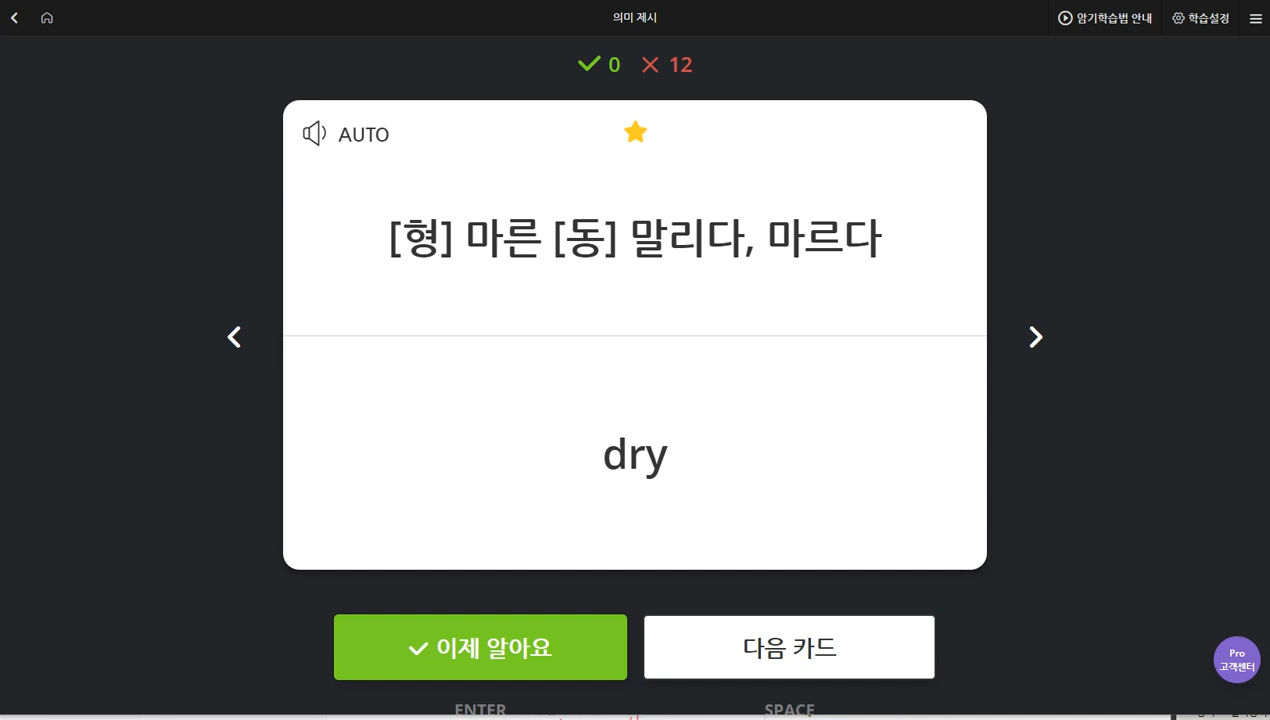 의미 제시
암기학습법 안내
학습설정
0
12
AUTO
[형] 마른 [동] 말리다, 마르다
dry
이제 알아요
다음 카드
Pro
고객센터
ENTER
SPACE